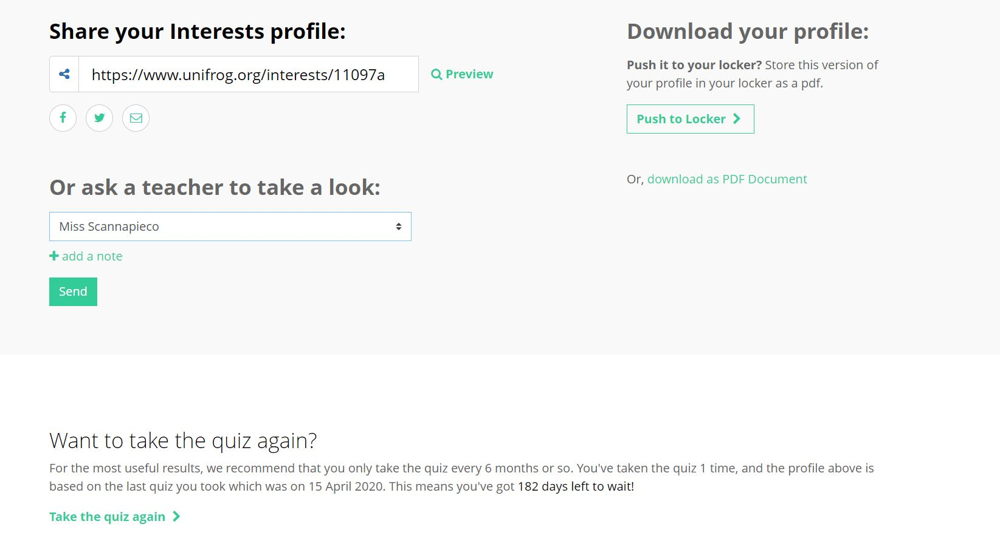 Share your Interests profile:
https://www.unifrog.org/interests/11097a
Preview
Or ask a teacher to take a look:
Miss Scannapieco
add a note
Send
Download your profile:
Push it to your locker? Store this version of
your profile in your locker as a pdf.
Push to Locker
Or, download as PDF Document
Want to take the quiz again?
For the most useful results, we recommend that you only take the quiz every 6 months or so. You've taken the quiz 1 time, and the profile above is
based on the last quiz you took which was on 15 April 2020. This means you've got 182 days left to wait!
Take the quiz again